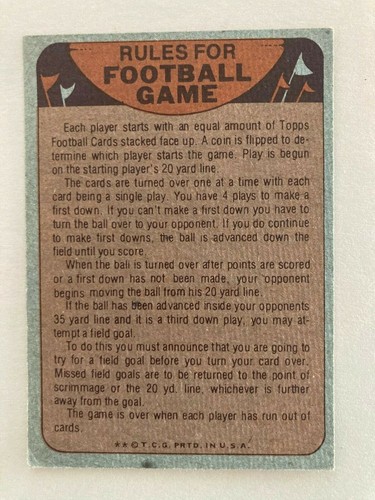 RULES FOR
FOOTBALL
GAME
Each player starts with an equal amount of Topps
Football Cards stacked face up. A coin is flipped to de-
termine which player starts the game. Play is begun
on the starting player's 20 yard line.
The cards are turned over one at a time with each
card being a single play. You have 4 plays to make a
first down. If you can't make a first down you have to
turn the ball over to your opponent. If you do continue
to make first downs, the ball is advanced down the
field until you score.
When the ball is turned over after points are scored
or a first down has not been made, your opponent
begins moving the ball from his 20 yard line.
If the ball has been advanced inside your opponents
35 yard line and it is a third down play, you may at-
tempt a field goal.
To do this you must announce that you are going to
try for a field goal before you turn your card over.
Missed field goals are to be returned to the point of
scrimmage or the 20 yd. line, whichever is further
away from the goal.
The game is over when each player has run out of
cards.
★★ © T.C.G. PRTD. IN U.S.A.